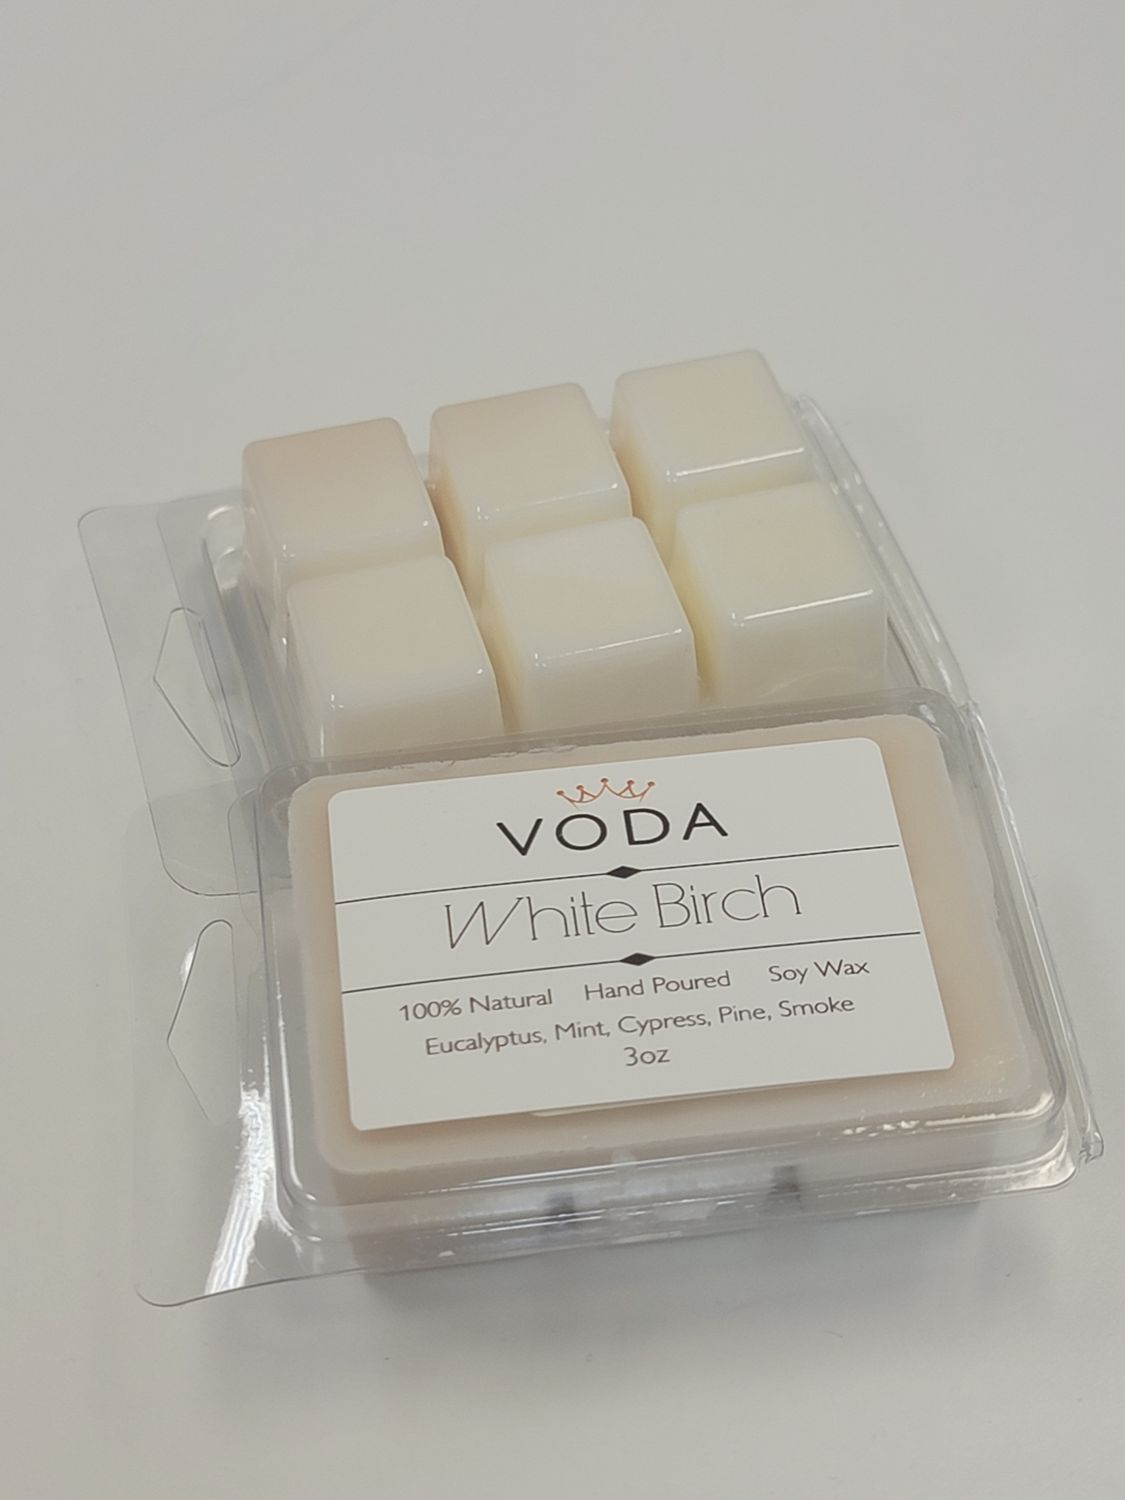 VODA
White Birch
100% Natural Hand Poured Soy Wax
Eucalyptus, Mint, Cypress, Pine, Smoke
3oz